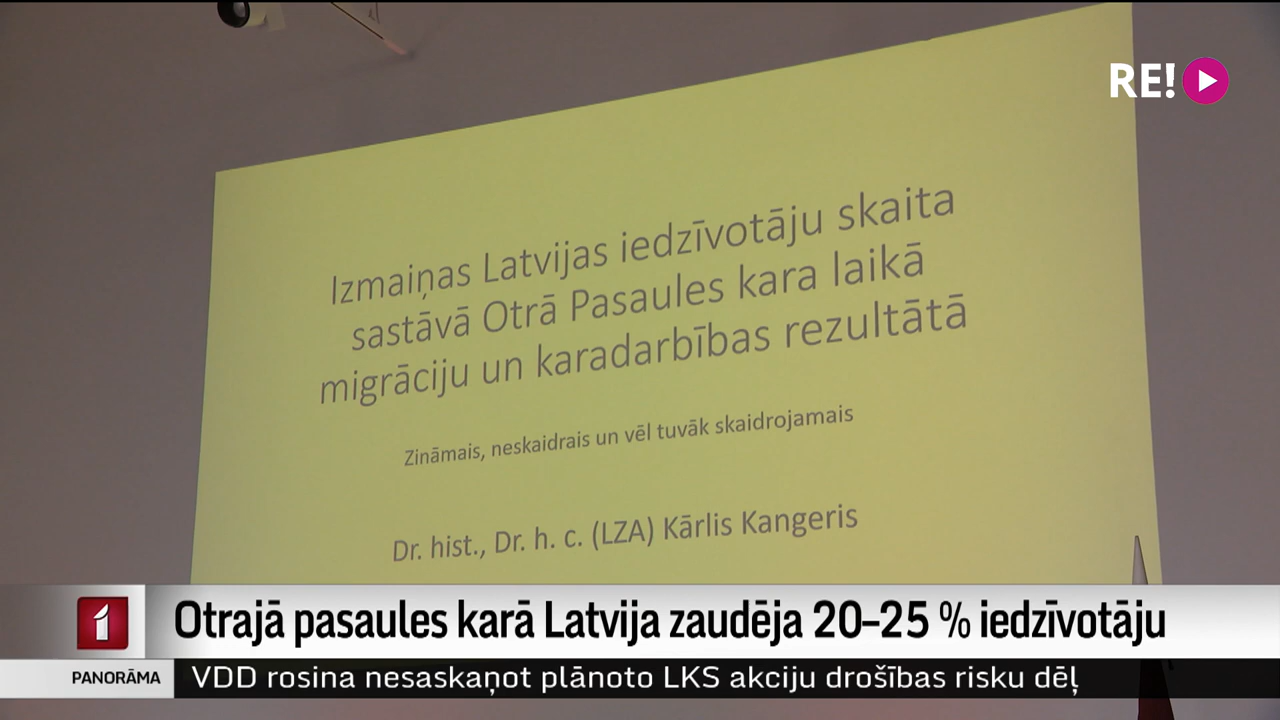 RE!
Izmaiņas Latvijas iedzīvotāju skaita
sastāvā Otrā Pasaules kara laikā
migrāciju un karadarbības rezultātā
Zināmais, neskaidrais un vēl tuvāk skaidrojamais
Dr. hist., Dr. h. c. (LZA) Kārlis Kangeris
1
Otrajā pasaules karā Latvija zaudēja 20–25 % iedzīvotāju
PANORĀMA
VDD rosina nesaskaņot plānoto LKS akciju drošības risku dēļ